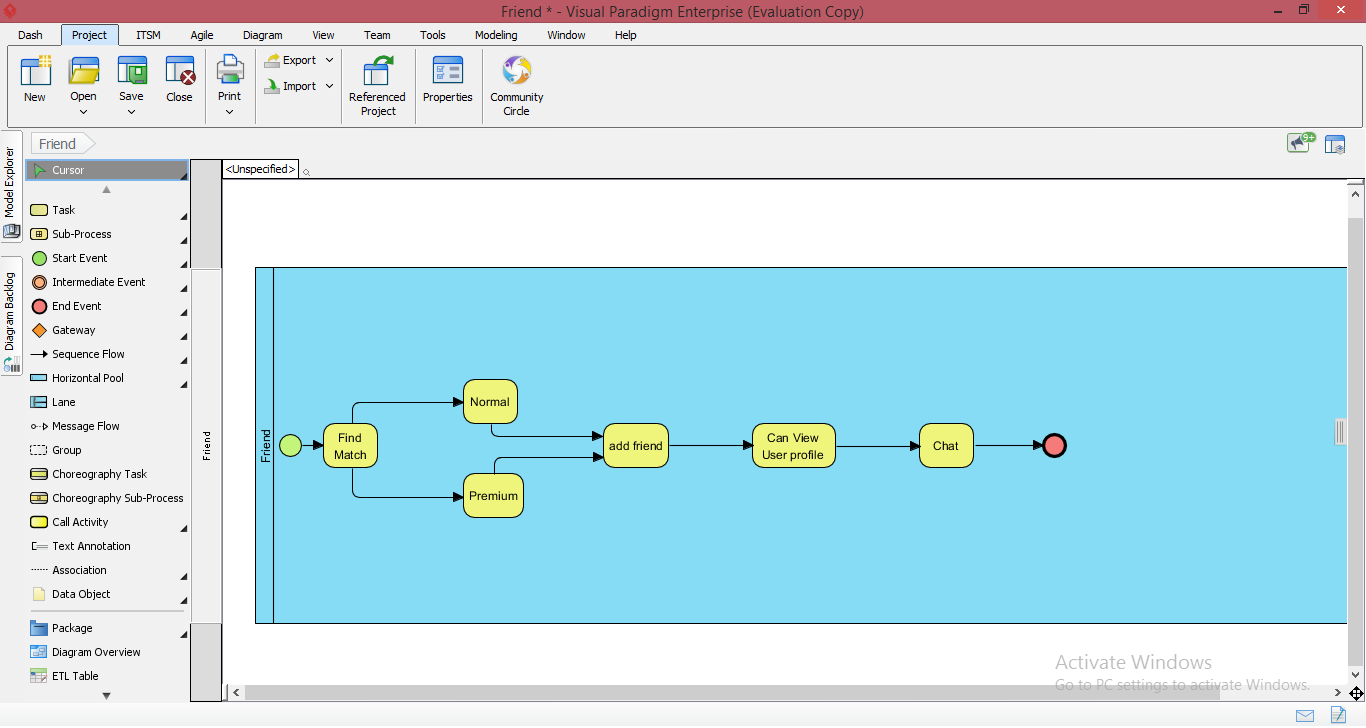 Friend * - Visual Paradigm Enterprise (Evaluation Copy)
Dash Project ITSM Agile Diagram View Team Tools Modeling Window Help
New
Open
Save
Close
Print
Export
Import
Referenced
Project
Properties
Community
Circle
Model Explorer
Diagram Backlog
Friend
9+
Cursor
Task
Sub-Process
Start Event
Intermediate Event
End Event
Gateway
Sequence Flow
Horizontal Pool
Lane
Message Flow
Group
Choreography Task
Choreography Sub-Process
Call Activity
Text Annotation
Association
Data Object
Package
Diagram Overview
ETL Table
<Unspecified>
Friend
Friend
Find
Match
Normal
Premium
add friend
Can View
User profile
Chat
Activate Windows
Go to PC settings to activate Windows.